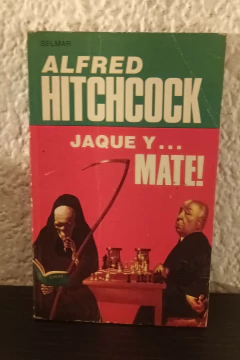 SELMAR
ALFRED
HITCHCOCK
JAQUE Y...
MATE!